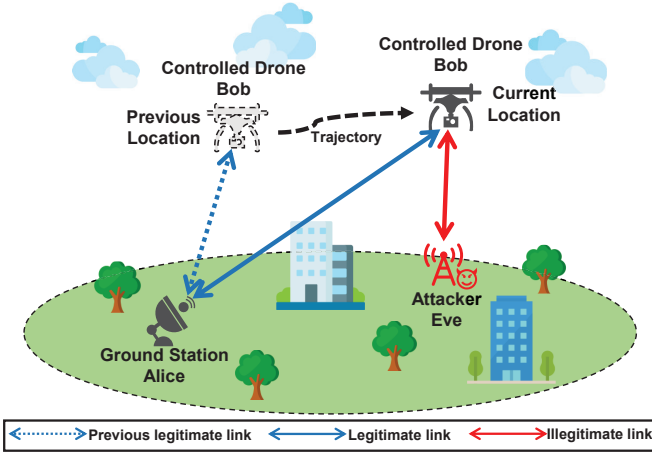 Controlled Drone
Bob
Previous
Location
Trajectory
Controlled Drone
Bob
Current
Location
Attacker
Eve
Ground Station
Alice
Previous legitimate link
Legitimate link
Illegitimate link